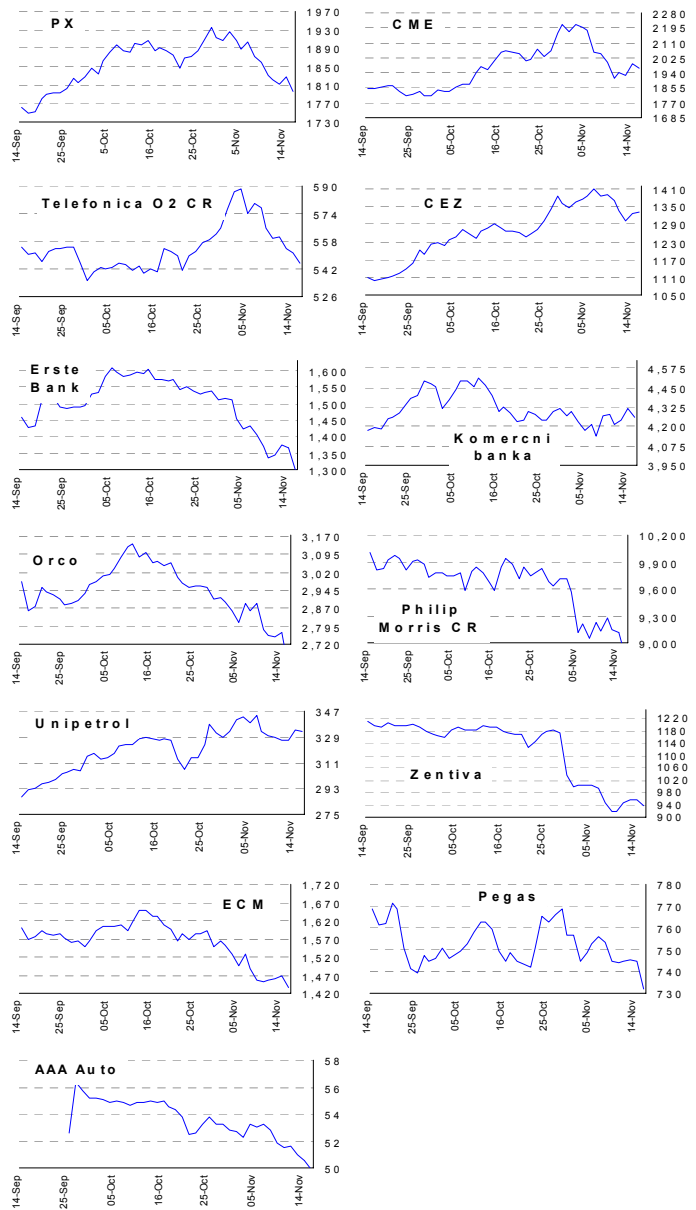 PX
1970
1930
1890
1850
1810
1770
1730
14-Sep
25-Sep
5-Oct
16-Oct
25-Oct
5-Nov
14-Nov
CME
2280
2195
2110
2025
1940
1855
1770
1685
14-Sep
25-Sep
05-Oct
16-Oct
25-Oct
05-Nov
14-Nov
Telefonica O2 CR
590
574
558
542
526
14-Sep
25-Sep
05-Oct
16-Oct
25-Oct
05-Nov
14-Nov
CEZ
1410
1350
1290
1230
1170
1110
1050
14-Sep
25-Sep
05-Oct
16-Oct
25-Oct
05-Nov
14-Nov
Erste
Bank
1,600
1,550
1,500
1,450
1,400
1,350
1,300
14-Sep
25-Sep
05-Oct
16-Oct
25-Oct
05-Nov
14-Nov
Komercni
banka
4,575
4,450
4,325
4,200
4,075
3,950
14-Sep
25-Sep
05-Oct
16-Oct
25-Oct
05-Nov
14-Nov
Orco
3,170
3,095
3,020
2,945
2,870
2,795
2,720
14-Sep
25-Sep
05-Oct
16-Oct
25-Oct
05-Nov
14-Nov
Philip
Morris CR
10,200
9,900
9,600
9,300
9,000
14-Sep
25-Sep
05-Oct
16-Oct
25-Oct
05-Nov
14-Nov
Unipetrol
347
329
311
293
275
14-Sep
25-Sep
05-Oct
16-Oct
25-Oct
05-Nov
14-Nov
Zentiva
1220
1180
1140
1100
1060
1020
980
940
900
14-Sep
25-Sep
05-Oct
16-Oct
25-Oct
05-Nov
14-Nov
ECM
1,720
1,670
1,620
1,570
1,520
1,470
1,420
14-Sep
25-Sep
05-Oct
16-Oct
25-Oct
05-Nov
14-Nov
Pegas
780
770
760
750
740
730
14-Sep
25-Sep
05-Oct
16-Oct
25-Oct
05-Nov
14-Nov
AAA Auto
58
56
54
52
50
14-Sep
25-Sep
05-Oct
16-Oct
25-Oct
05-Nov
14-Nov